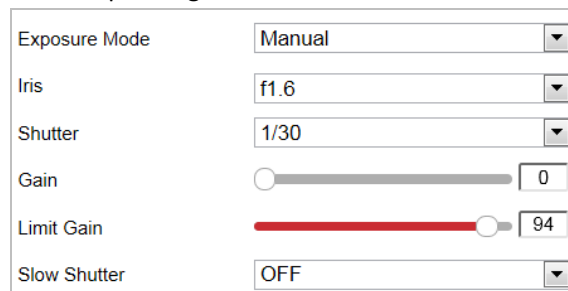 Exposure Mode Manual
Iris f1.6
Shutter 1/30
Gain 0
Limit Gain 94
Slow Shutter OFF